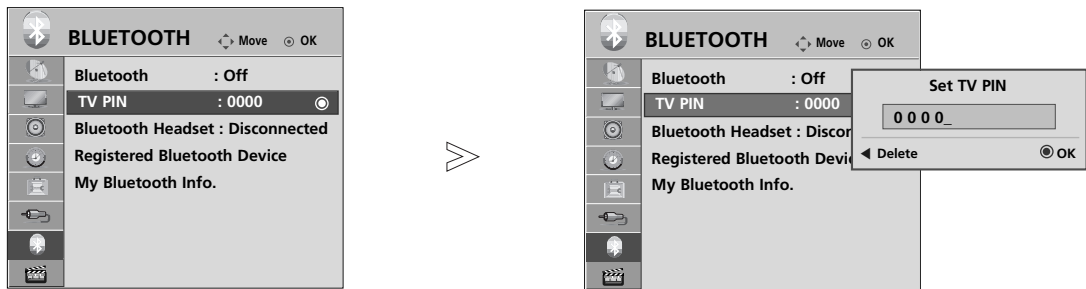 BLUETOOTH Move OK
Bluetooth : Off
TV PIN : 0000
Bluetooth Headset : Disconnected
Registered Bluetooth Device
My Bluetooth Info.
BLUETOOTH Move OK
Bluetooth : Off
TV PIN : 0000
Bluetooth Headset : Discor
Registered Bluetooth Devic
My Bluetooth Info.
Set TV PIN
0 0 0 0_
Delete OK